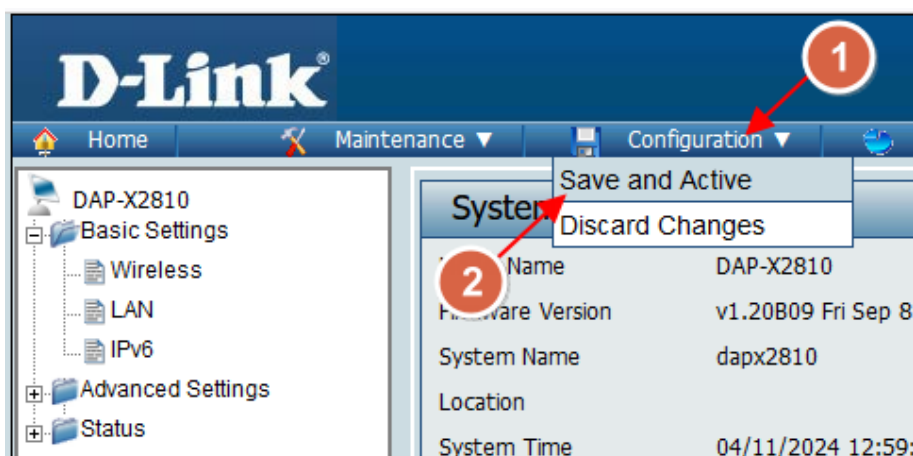 D-Link®
1
Home Maintenance ▼ Configuration ▼
Save and Active
Discard Changes
DAP-X2810
Basic Settings
Wireless
LAN
IPv6
Advanced Settings
Status
2
Name DAP-X2810
Version v1.20B09 Fri Sep 8
System Name dapx2810
Location
System Time 04/11/2024 12:59: